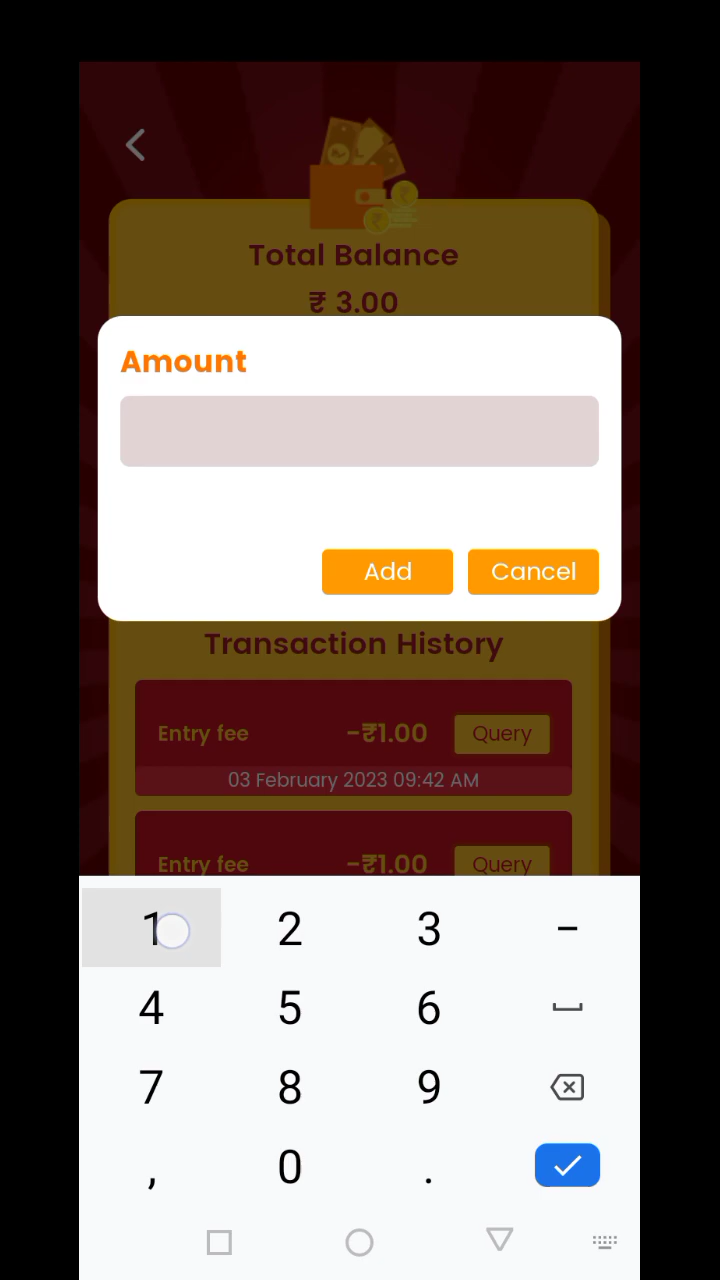 Total Balance
₹ 3.00
Amount
Add Cancel
Transaction History
Entry fee -₹1.00 Query
03 February 2023 09:42 AM
Entry fee -₹1.00 Query
1 2 3 -
4 5 6
7 8 9
, 0 .